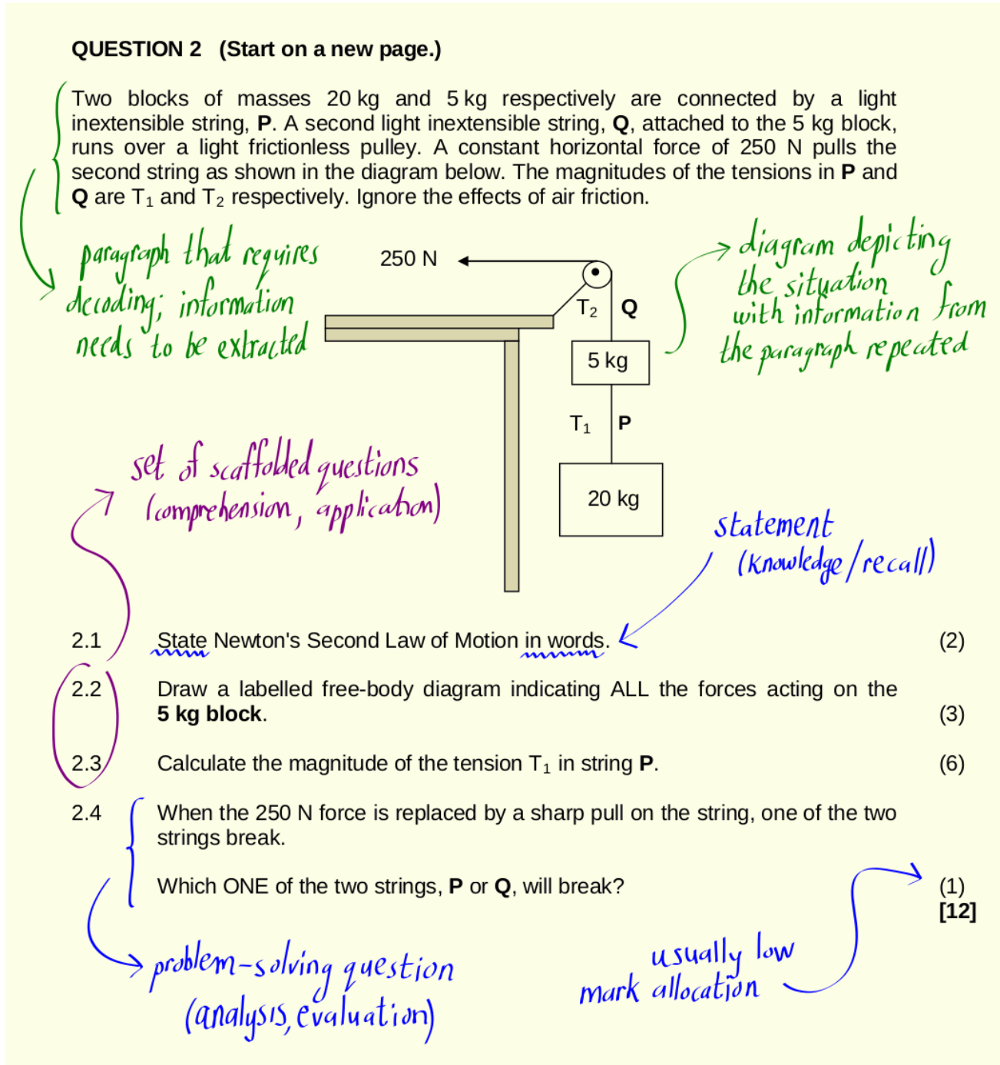 QUESTION 2 (Start on a new page.)
Two blocks of masses 20 kg and 5 kg respectively are connected by a light
inextensible string, P. A second light inextensible string, Q, attached to the 5 kg block,
runs over a light frictionless pulley. A constant horizontal force of 250 N pulls the
second string as shown in the diagram below. The magnitudes of the tensions in P and
Q are T₁ and T₂ respectively. Ignore the effects of air friction.
paragraph that requires
decoding; information
needs to be extracted
250 N
T₂ Q
5 kg
T₁ P
20 kg
diagram depicting
the situation
with information from
the paragraph repeated
set of scaffolded questions
(comprehension, application)
statement
(knowledge/recall)
2.1 State Newton's Second Law of Motion in words. (2)
2.2 Draw a labelled free-body diagram indicating ALL the forces acting on the
5 kg block. (3)
2.3 Calculate the magnitude of the tension T₁ in string P. (6)
2.4 When the 250 N force is replaced by a sharp pull on the string, one of the two
strings break.
Which ONE of the two strings, P or Q, will break? (1)
[12]
problem-solving question
(analysis, evaluation)
usually low
mark allocation